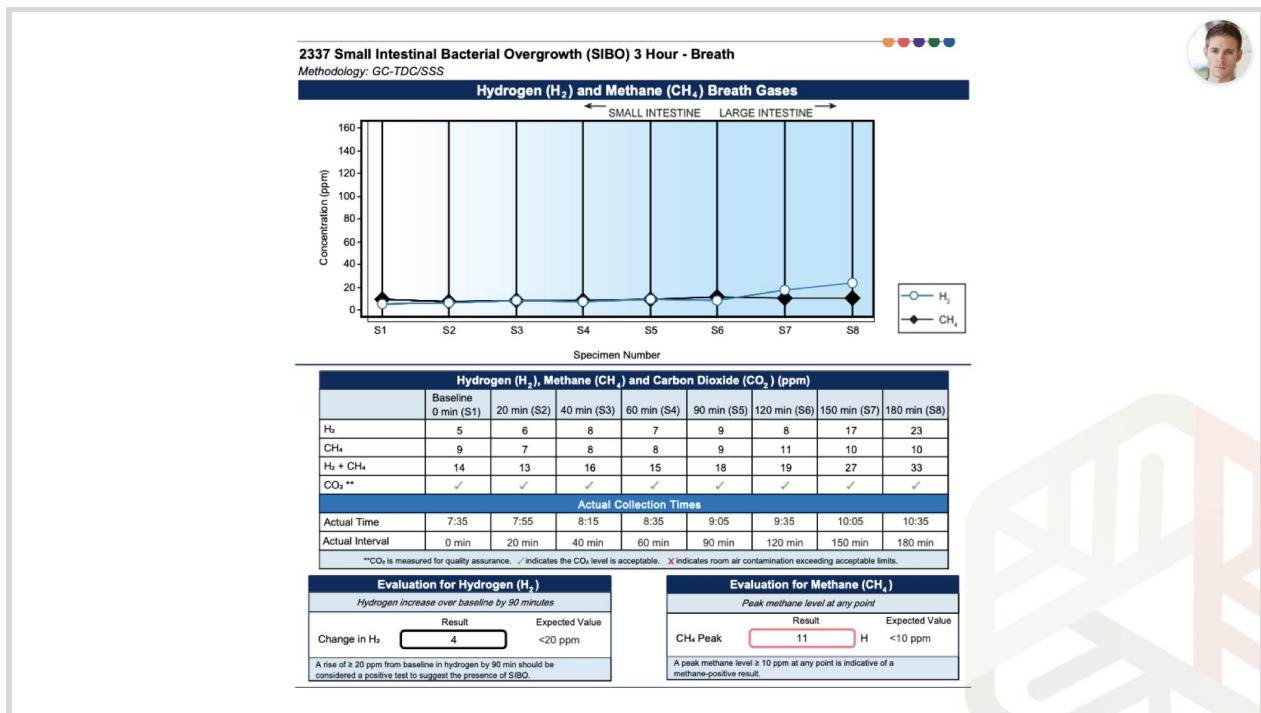 2337 Small Intestinal Bacterial Overgrowth (SIBO) 3 Hour - Breath
Methodology: GC-TDC/SSS
Hydrogen (H₂) and Methane (CH₄) Breath Gases
SMALL INTESTINE LARGE INTESTINE
160
140
120
100
80
60
40
20
0
Concentration (ppm)
S1 S2 S3 S4 S5 S6 S7 S8
Specimen Number
H₂
CH₄
Hydrogen (H₂), Methane (CH₄) and Carbon Dioxide (CO₂) (ppm)
Baseline
0 min (S1) 20 min (S2) 40 min (S3) 60 min (S4) 90 min (S5) 120 min (S6) 150 min (S7) 180 min (S8)
H₂ 5 6 8 7 9 8 17 23
CH₄ 9 7 8 8 9 11 10 10
H₂ + CH₄ 14 13 16 15 18 19 27 33
CO₂ ** ✓ ✓ ✓ ✓ ✓ ✓ ✓ ✓
Actual Collection Times
Actual Time 7:35 7:55 8:15 8:35 9:05 9:35 10:05 10:35
Actual Interval 0 min 20 min 40 min 60 min 90 min 120 min 150 min 180 min
**CO₂ is measured for quality assurance. ✓ indicates the CO₂ level is acceptable. X indicates room air contamination exceeding acceptable limits.
Evaluation for Hydrogen (H₂)
Hydrogen increase over baseline by 90 minutes
Result Expected Value
Change in H₂ 4 <20 ppm
A rise of ≥ 20 ppm from baseline in hydrogen by 90 min should be
considered a positive test to suggest the presence of SIBO.
Evaluation for Methane (CH₄)
Peak methane level at any point
Result Expected Value
CH₄ Peak 11 H <10 ppm
A peak methane level ≥ 10 ppm at any point is indicative of a
methane-positive result.